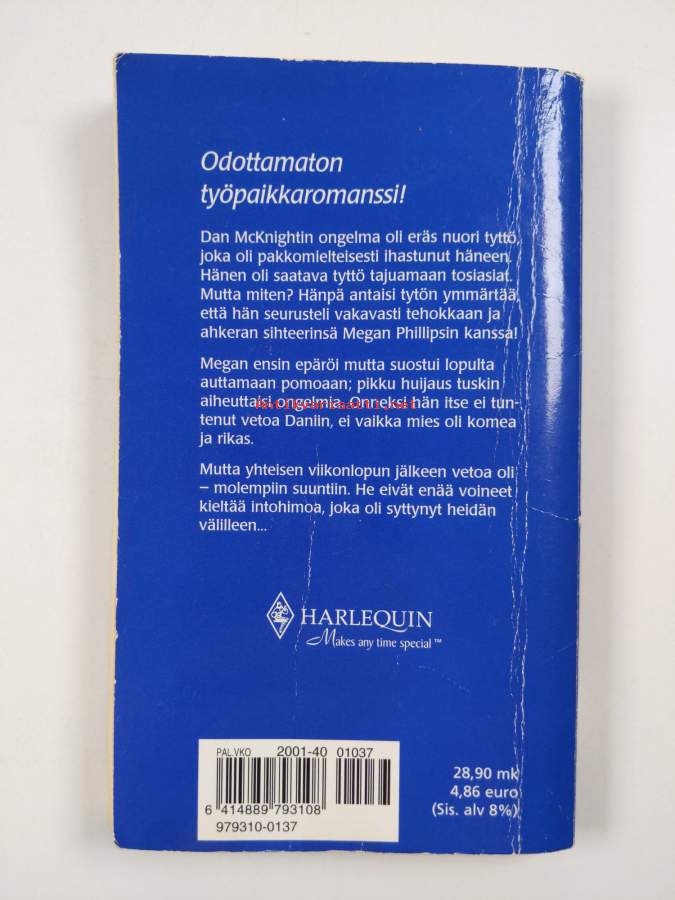 Odottamaton
työpaikkaromanssi!
Dan McKnightin ongelma oli eräs nuori tyttö,
joka oli pakkomielteisesti ihastunut häneen.
Hänen oli saatava tyttö tajuamaan tosiasiat.
Mutta miten? Hänpä antaisi tytön ymmärtää,
että hän seurusteli vakavasti tehokkaan ja
ahkeran sihteerinsä Megan Phillipsin kanssa!
Megan ensin epäröi mutta suostui lopulta
auttamaan pomoaan; pikku huijaus tuskin
aiheuttaisi ongelmia. Onneksi hän itse ei tun-
tenut vetoa Daniin, ei vaikka mies oli komea
ja rikas.
Mutta yhteisen viikonlopun jälkeen vetoa oli
– molempiin suuntiin. He eivät enää voineet
kieltää intohimoa, joka oli syttynyt heidän
välilleen...
HARLEQUIN
Makes any time special™
PAL.VKO 2001-40 01037
6 414889 793108
979310-0137
28,90 mk
4,86 euro
(Sis. alv 8%)